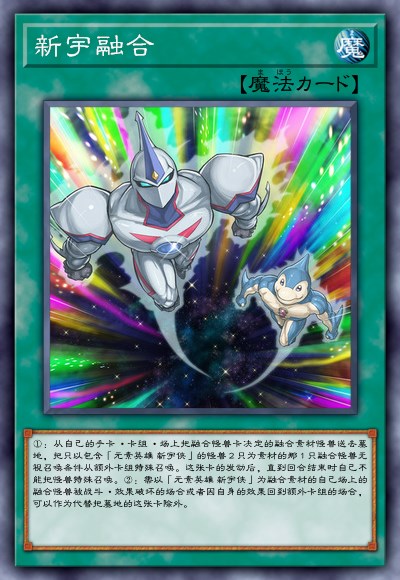 新宇融合
魔
【魔法カード】
ま ほう
①：从自己的手卡・卡组・场上把融合怪兽卡决定的融合素材怪兽送去墓
地，把只以包含「元素英雄 新宇侠」的怪兽２只为素材的那１只融合怪兽无
视召唤条件从额外卡组特殊召唤。这张卡的发动后，直到回合结束时自己不
能把怪兽特殊召唤。②：需以「元素英雄 新宇侠」为融合素材的自己场上的
融合怪兽被战斗・效果破坏的场合或者因自身的效果回到额外卡组的场合，
可以作为代替把墓地的这张卡除外。